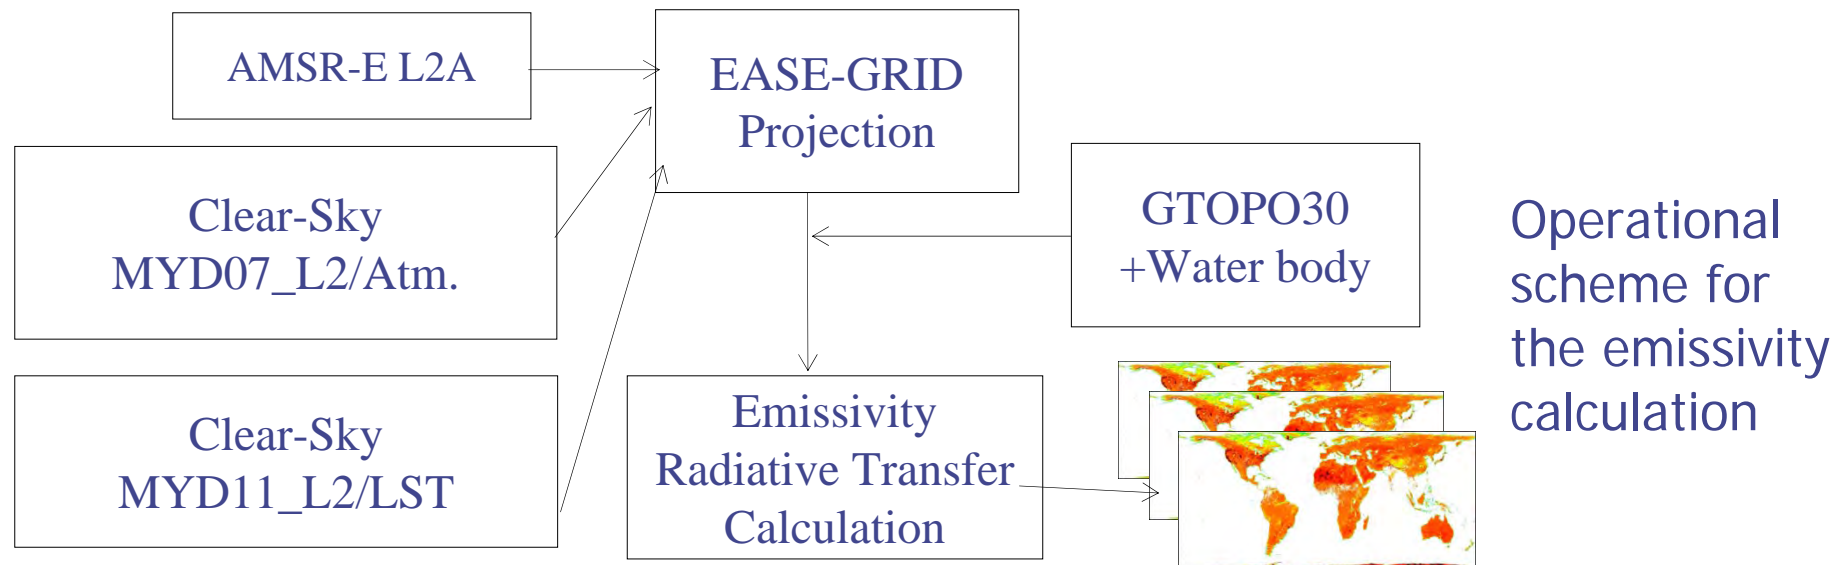 AMSR-E L2A
EASE-GRID
Projection
Clear-Sky
MYD07_L2/Atm.
GTOPO30
+Water body
Clear-Sky
MYD11_L2/LST
Emissivity
Radiative Transfer
Calculation
Operational
scheme for
the emissivity
calculation